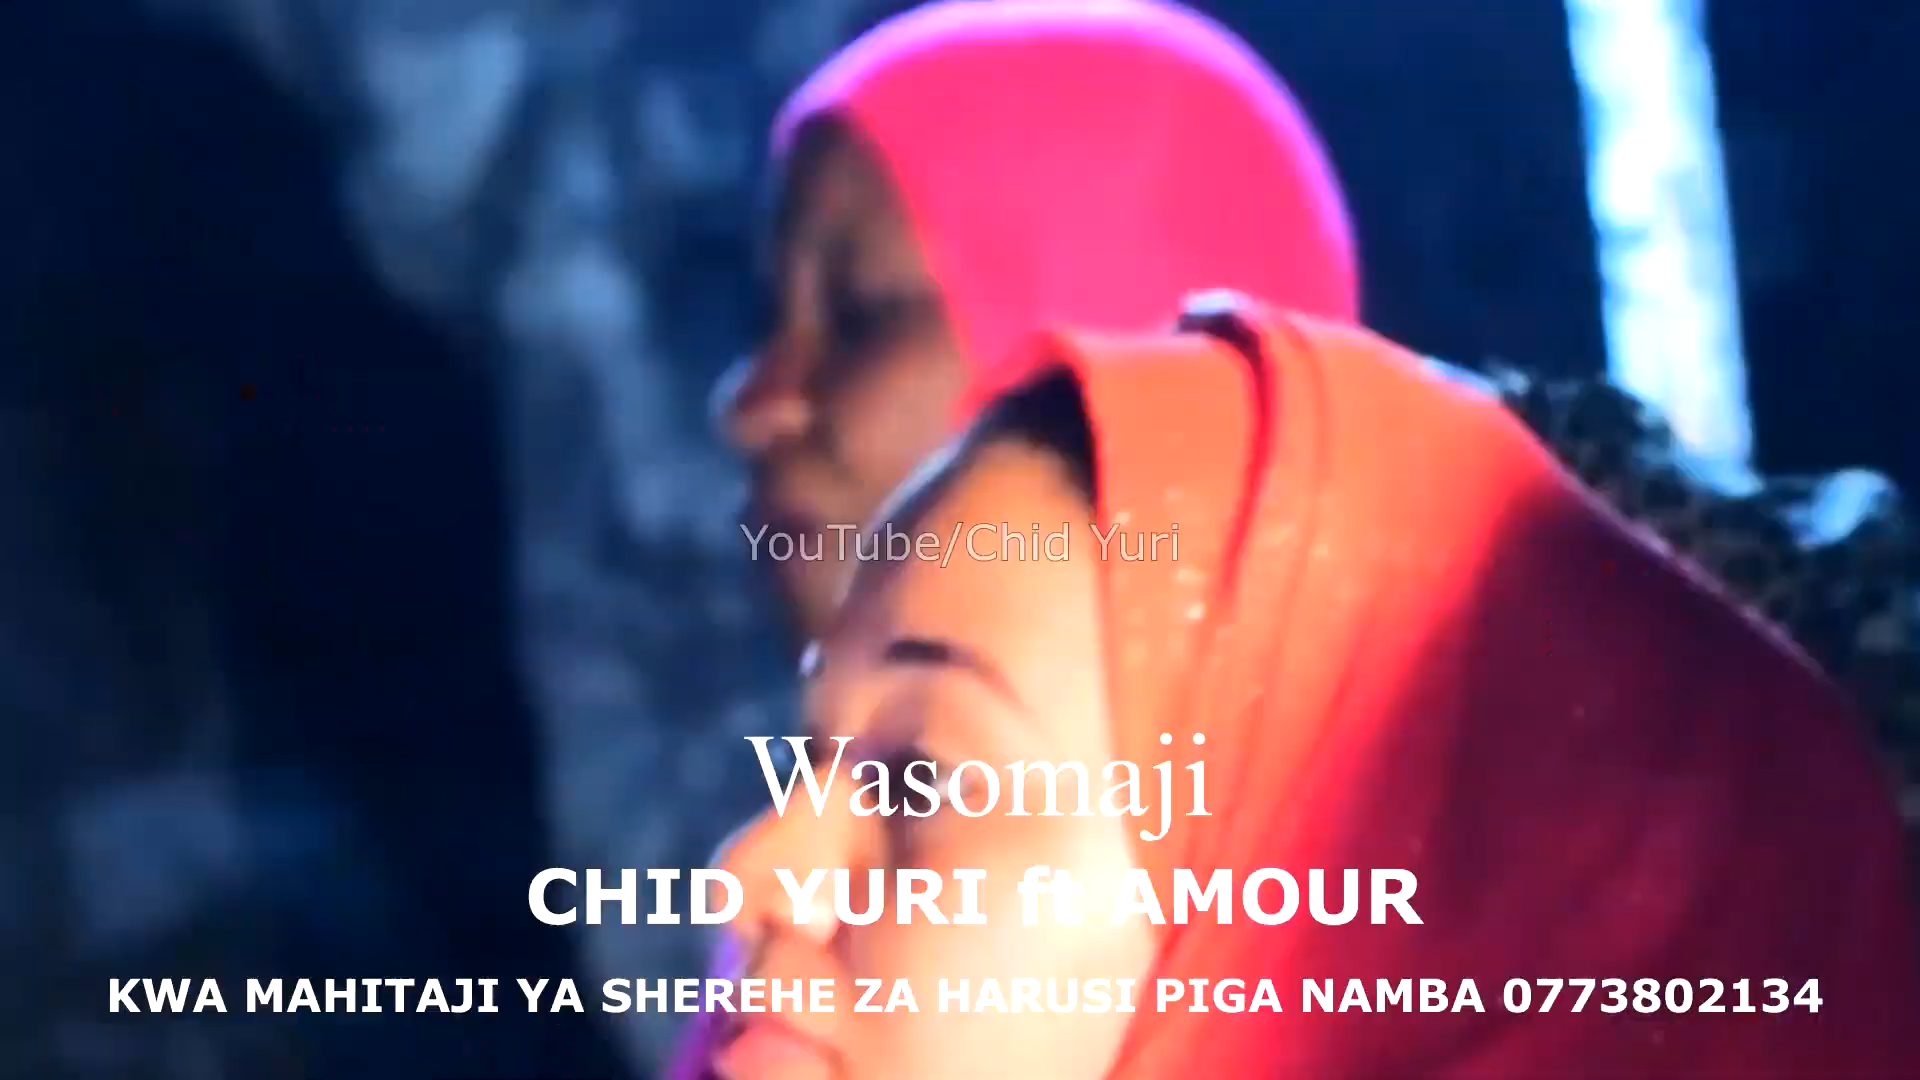 YouTube/Chid Yuri
Wasomaji
CHID YURI ft AMOUR
KWA MAHITAJI YA SHEREHE ZA HARUSI PIGA NAMBA 0773802134